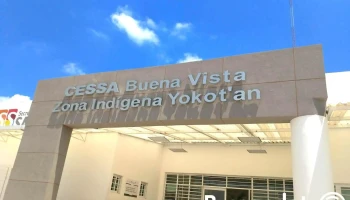 CESSA Buena Vista
Zona Indígena Yokot'an